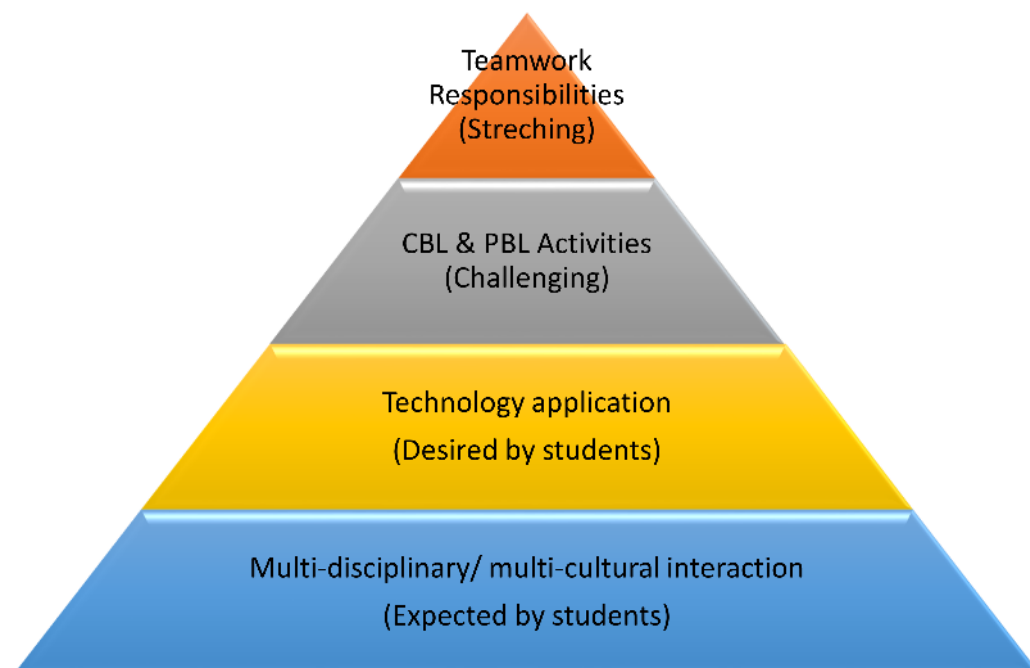 Teamwork
Responsibilities
(Streching)
CBL & PBL Activities
(Challenging)
Technology application
(Desired by students)
Multi-disciplinary/ multi-cultural interaction
(Expected by students)